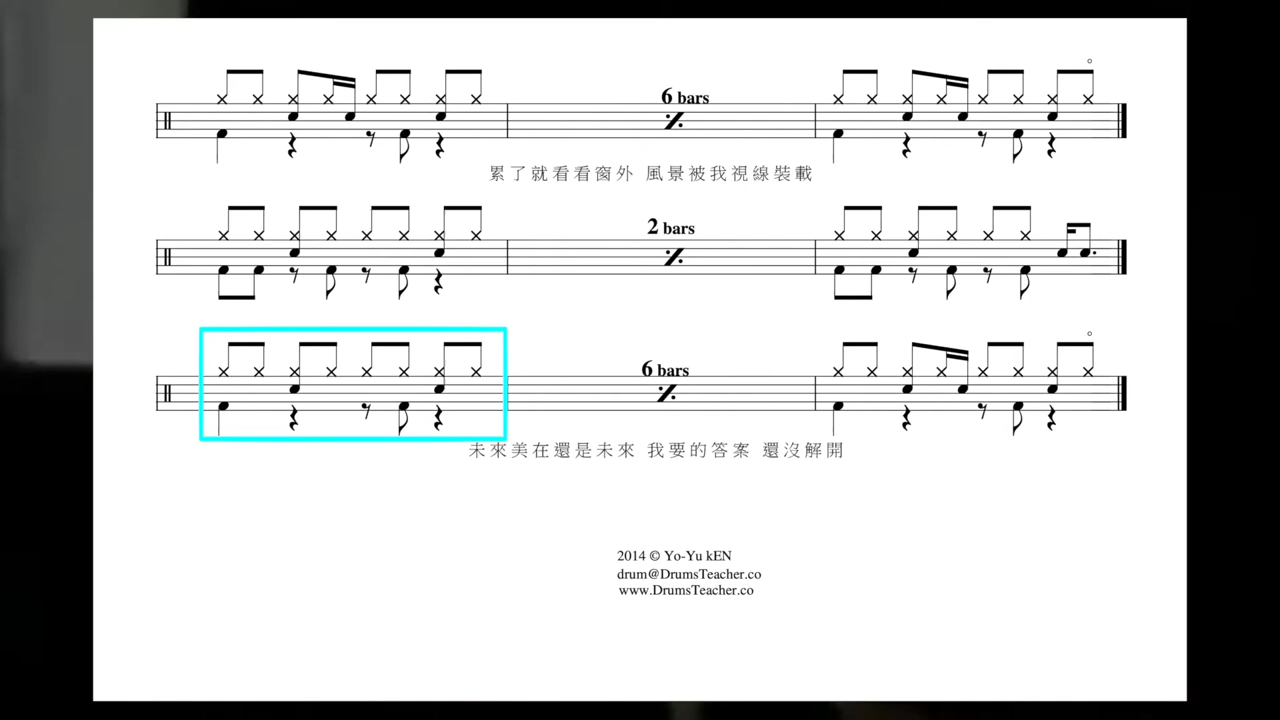 6 bars
累了就看看窗外 風景被我視線裝載
2 bars
6 bars
未來美在還是未來 我要的答案 還沒解開
2014 © Yo-Yu kEN
drum@DrumsTeacher.co
www.DrumsTeacher.co